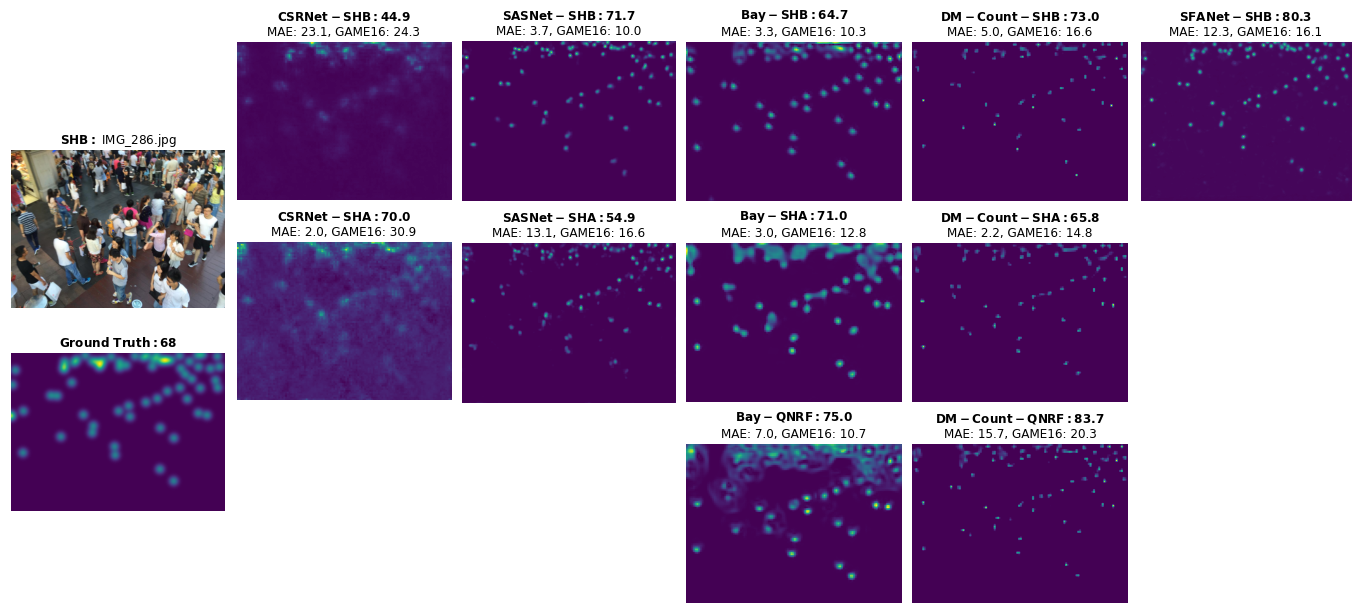 SHB: IMG_286.jpg
Ground Truth: 68
CSRNet-SHB: 44.9
MAE: 23.1, GAME16: 24.3
SASNet-SHB: 71.7
MAE: 3.7, GAME16: 10.0
Bay-SHB: 64.7
MAE: 3.3, GAME16: 10.3
DM-Count-SHB: 73.0
MAE: 5.0, GAME16: 16.6
SFANet-SHB: 80.3
MAE: 12.3, GAME16: 16.1
CSRNet-SHA: 70.0
MAE: 2.0, GAME16: 30.9
SASNet-SHA: 54.9
MAE: 13.1, GAME16: 16.6
Bay-SHA: 71.0
MAE: 3.0, GAME16: 12.8
DM-Count-SHA: 65.8
MAE: 2.2, GAME16: 14.8
Bay-QNRF: 75.0
MAE: 7.0, GAME16: 10.7
DM-Count-QNRF: 83.7
MAE: 15.7, GAME16: 20.3